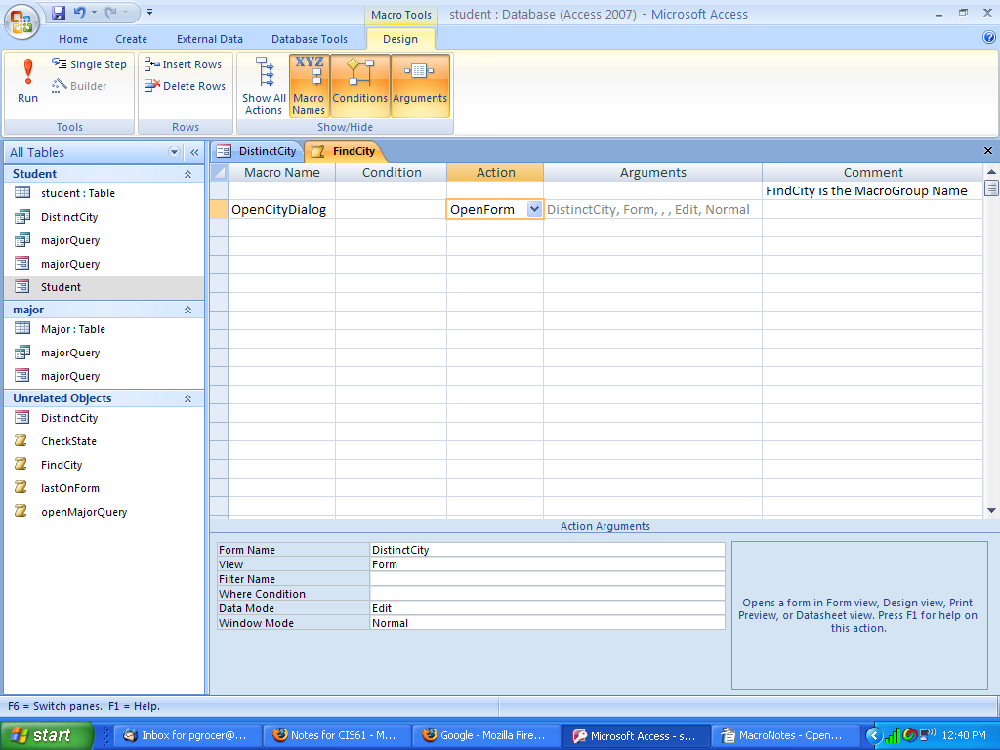 Macro Tools
student : Database (Access 2007) - Microsoft Access
Home
Create
External Data
Database Tools
Design
Run
Single Step
Builder
Tools
Insert Rows
Delete Rows
Rows
Show All
Actions
XYZ
Macro
Names
Conditions
Arguments
Show/Hide
All Tables
Student
student : Table
DistinctCity
majorQuery
majorQuery
Student
major
Major : Table
majorQuery
majorQuery
Unrelated Objects
DistinctCity
CheckState
FindCity
lastOnForm
openMajorQuery
DistinctCity
FindCity
Macro Name
Condition
Action
Arguments
Comment
FindCity is the MacroGroup Name
OpenCityDialog
OpenForm
DistinctCity, Form, , , Edit, Normal
Action Arguments
Form Name
DistinctCity
View
Form
Filter Name
Where Condition
Data Mode
Edit
Window Mode
Normal
Opens a form in Form view, Design view, Print
Preview, or Datasheet view. Press F1 for help on
this action.
F6 = Switch panes. F1 = Help.
start
Inbox for pgrocer@...
Notes for CIS61 - M...
Google - Mozilla Fire...
Microsoft Access - s...
MacroNotes - Open...
12:40 PM